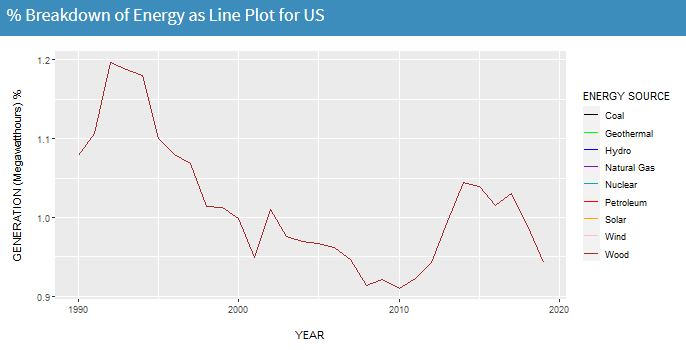 % Breakdown of Energy as Line Plot for US
GENERATION (Megawatthours) %
1.2
1.1
1.0
0.9
1990
2000
2010
2020
YEAR
ENERGY SOURCE
Coal
Geothermal
Hydro
Natural Gas
Nuclear
Petroleum
Solar
Wind
Wood